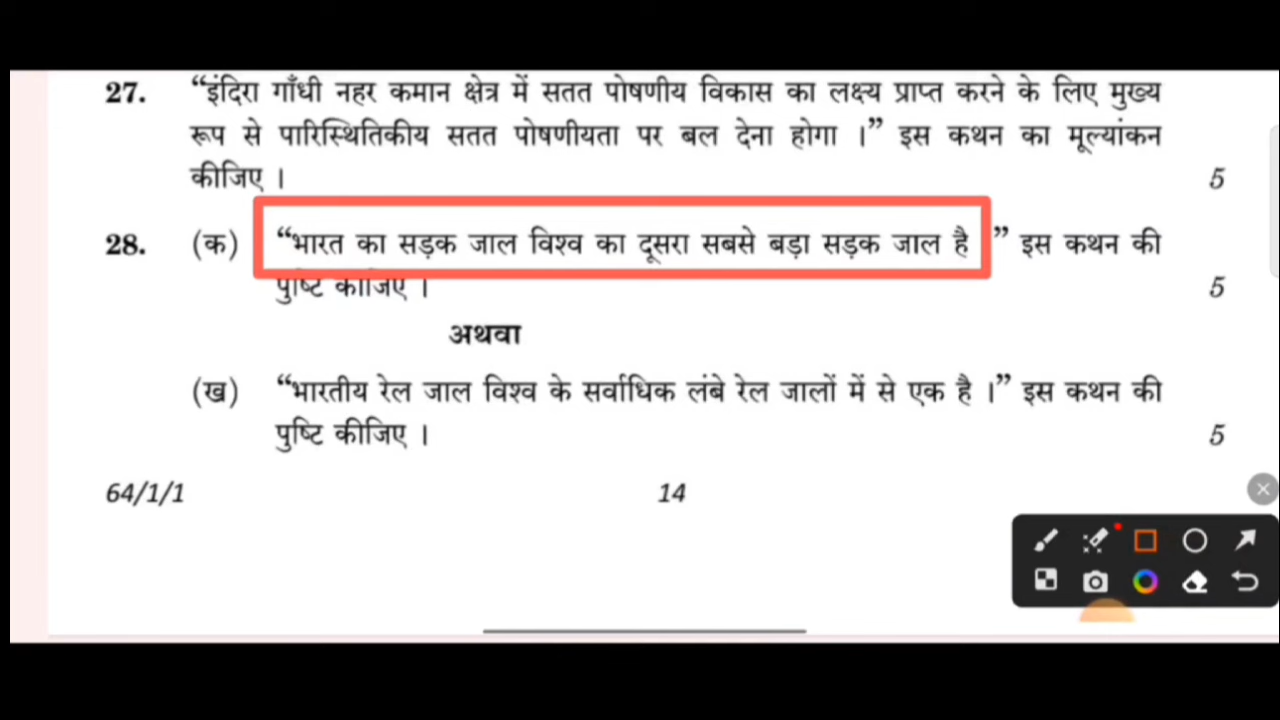 27. “इंदिरा गाँधी नहर कमान क्षेत्र में सतत पोषणीय विकास का लक्ष्य प्राप्त करने के लिए मुख्य
रूप से पारिस्थितिकीय सतत पोषणीयता पर बल देना होगा ।” इस कथन का मूल्यांकन
कीजिए । 5
28. (क) “भारत का सड़क जाल विश्व का दूसरा सबसे बड़ा सड़क जाल है ” इस कथन की
पुष्टि कीजिए । 5
अथवा
(ख) “भारतीय रेल जाल विश्व के सर्वाधिक लंबे रेल जालों में से एक है ।” इस कथन की
पुष्टि कीजिए । 5
64/1/1 14